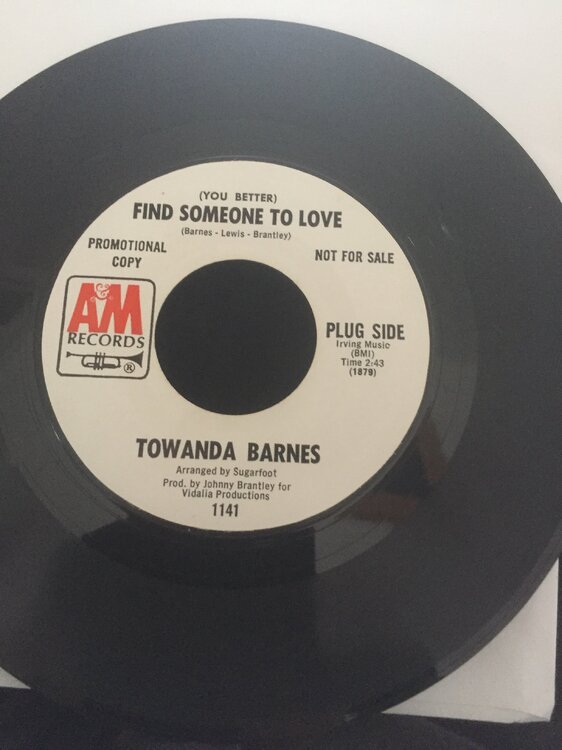 (YOU BETTER)
FIND SOMEONE TO LOVE
(Barnes - Lewis - Brantley)
PROMOTIONAL
COPY
NOT FOR SALE
A&M
RECORDS
®
PLUG SIDE
Irving Music
(BMI)
Time 2:43
(1879)
TOWANDA BARNES
Arranged by Sugarfoot
Prod. by Johnny Brantley for
Vidalia Productions
1141